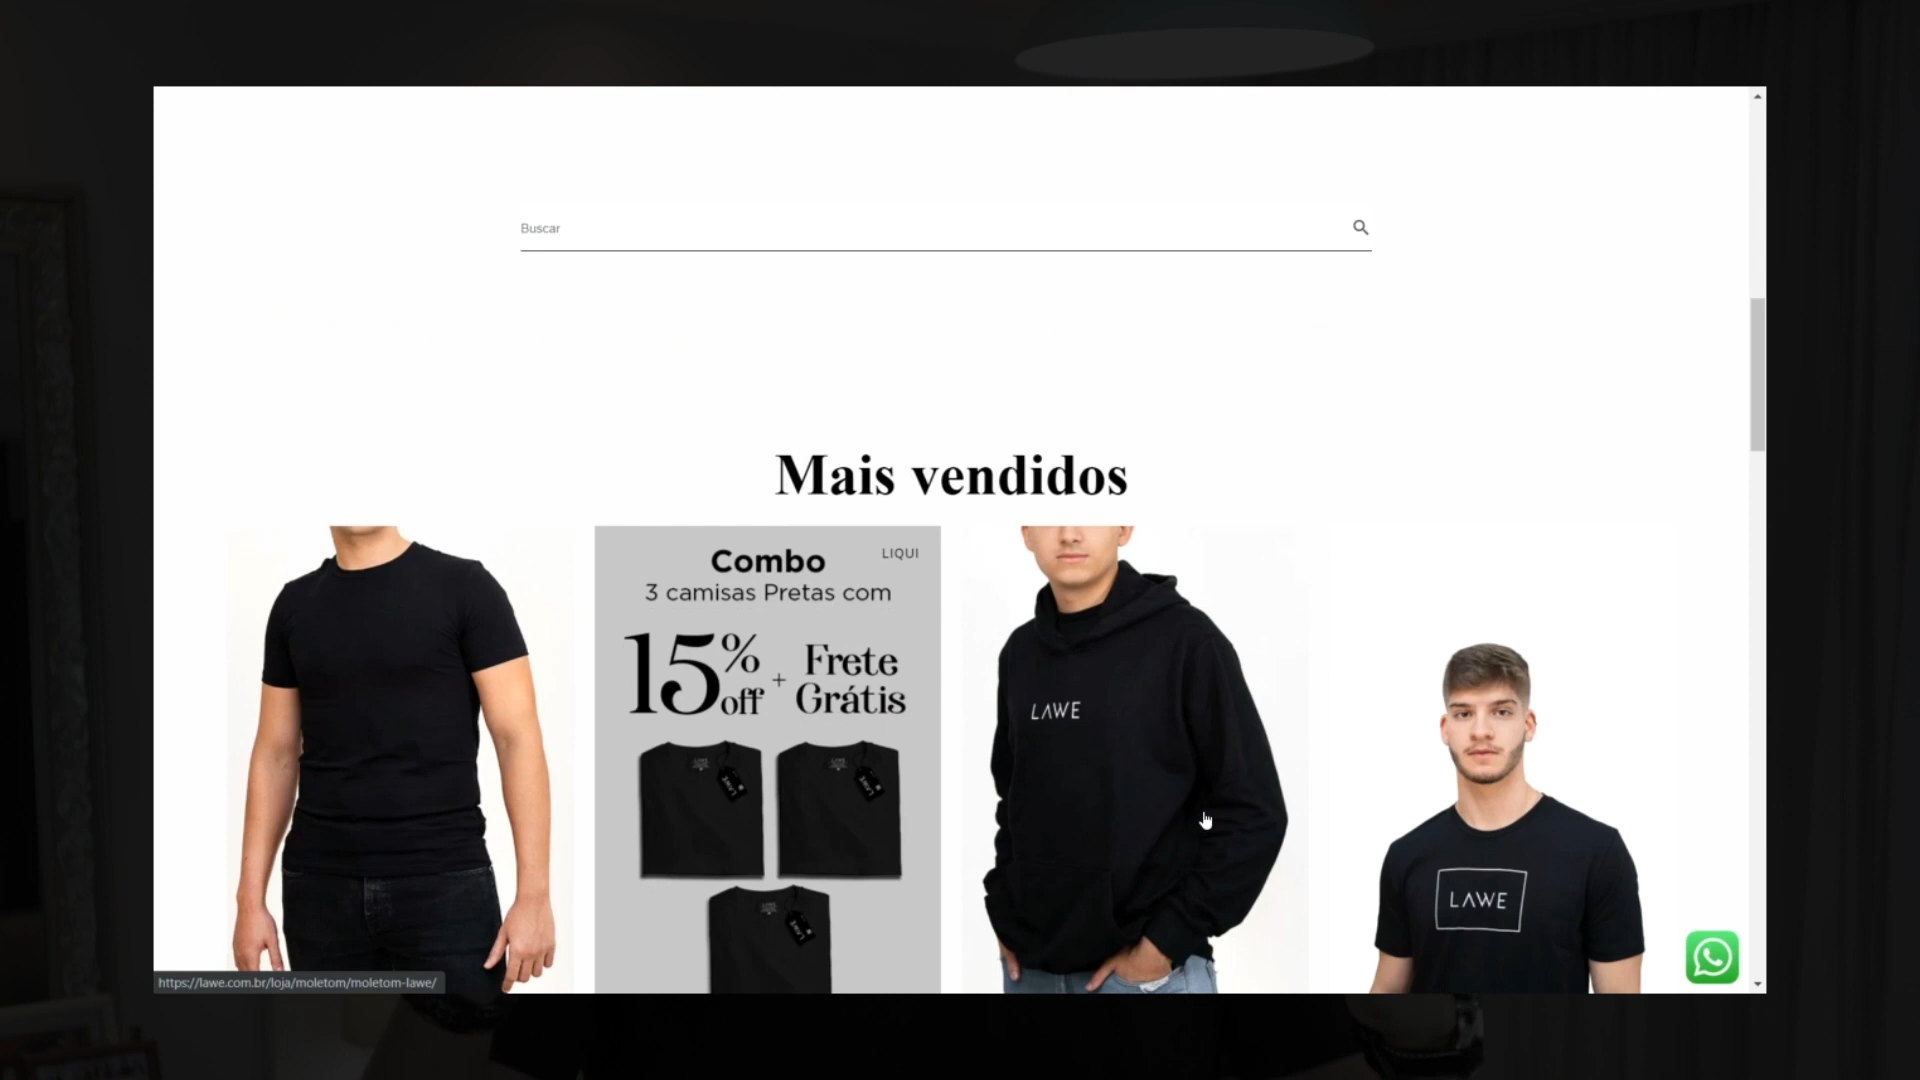 Buscar
Mais vendidos
Combo
LIQUI
3 camisas Pretas com
15% off + Frete Grátis
LAWE
LAWE
https://lawe.com.br/loja/moletom/moletom-lawe/